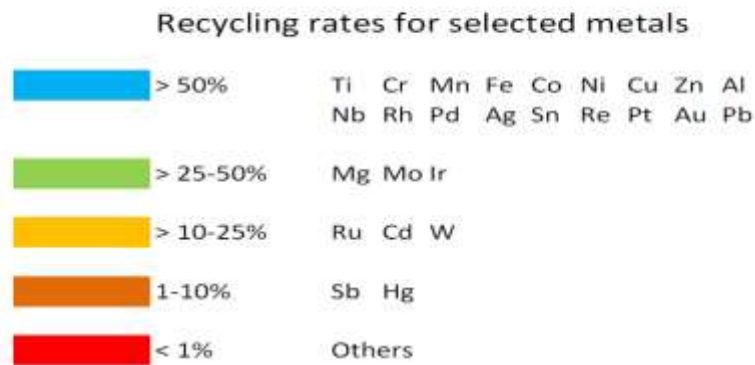 Recycling rates for selected metals
> 50% Ti Cr Mn Fe Co Ni Cu Zn Al
Nb Rh Pd Ag Sn Re Pt Au Pb
> 25-50% Mg Mo Ir
> 10-25% Ru Cd W
1-10% Sb Hg
< 1% Others